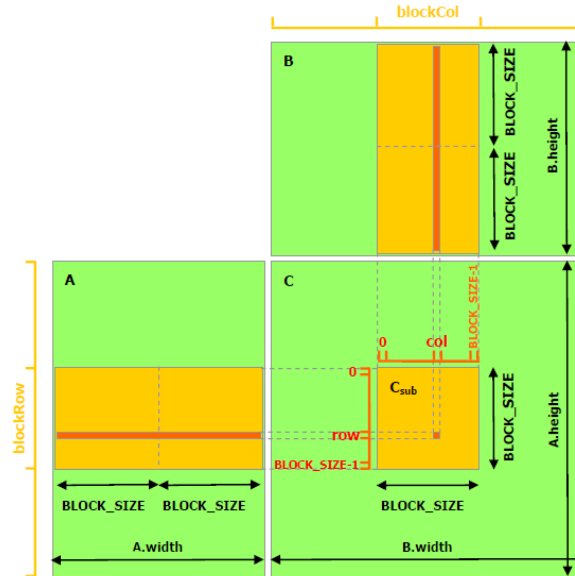 blockCol
B
BLOCK_SIZE
BLOCK_SIZE
B.height
A
C
BLOCK_SIZE-1
0
col
0
C sub
blockRow
row
BLOCK_SIZE-1
BLOCK_SIZE
A.height
BLOCK_SIZE
BLOCK_SIZE
BLOCK_SIZE
A.width
B.width